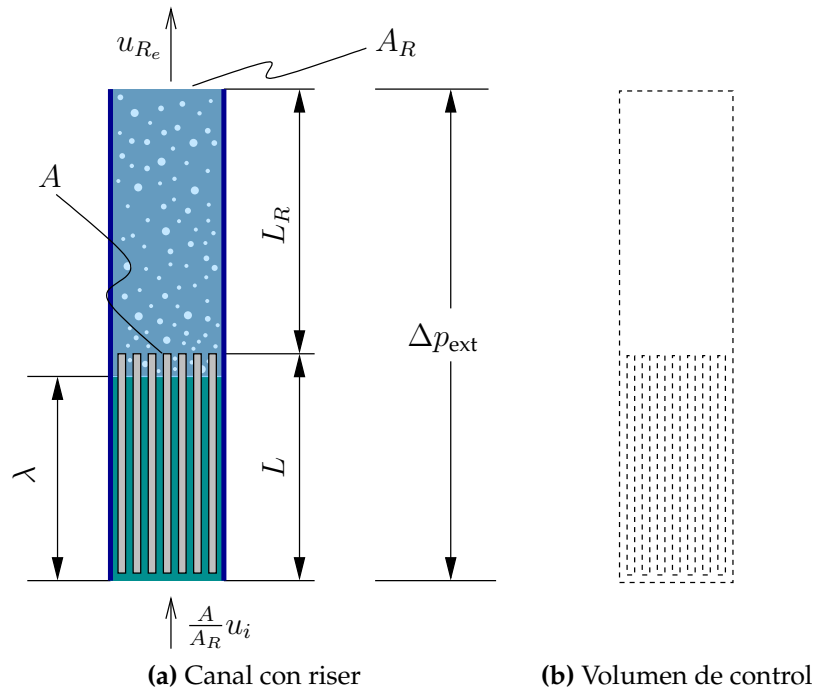 u_{R_e}
A_R
A
L_R
Δp_ext
λ
L
A/A_R u_i
(a) Canal con riser
(b) Volumen de control